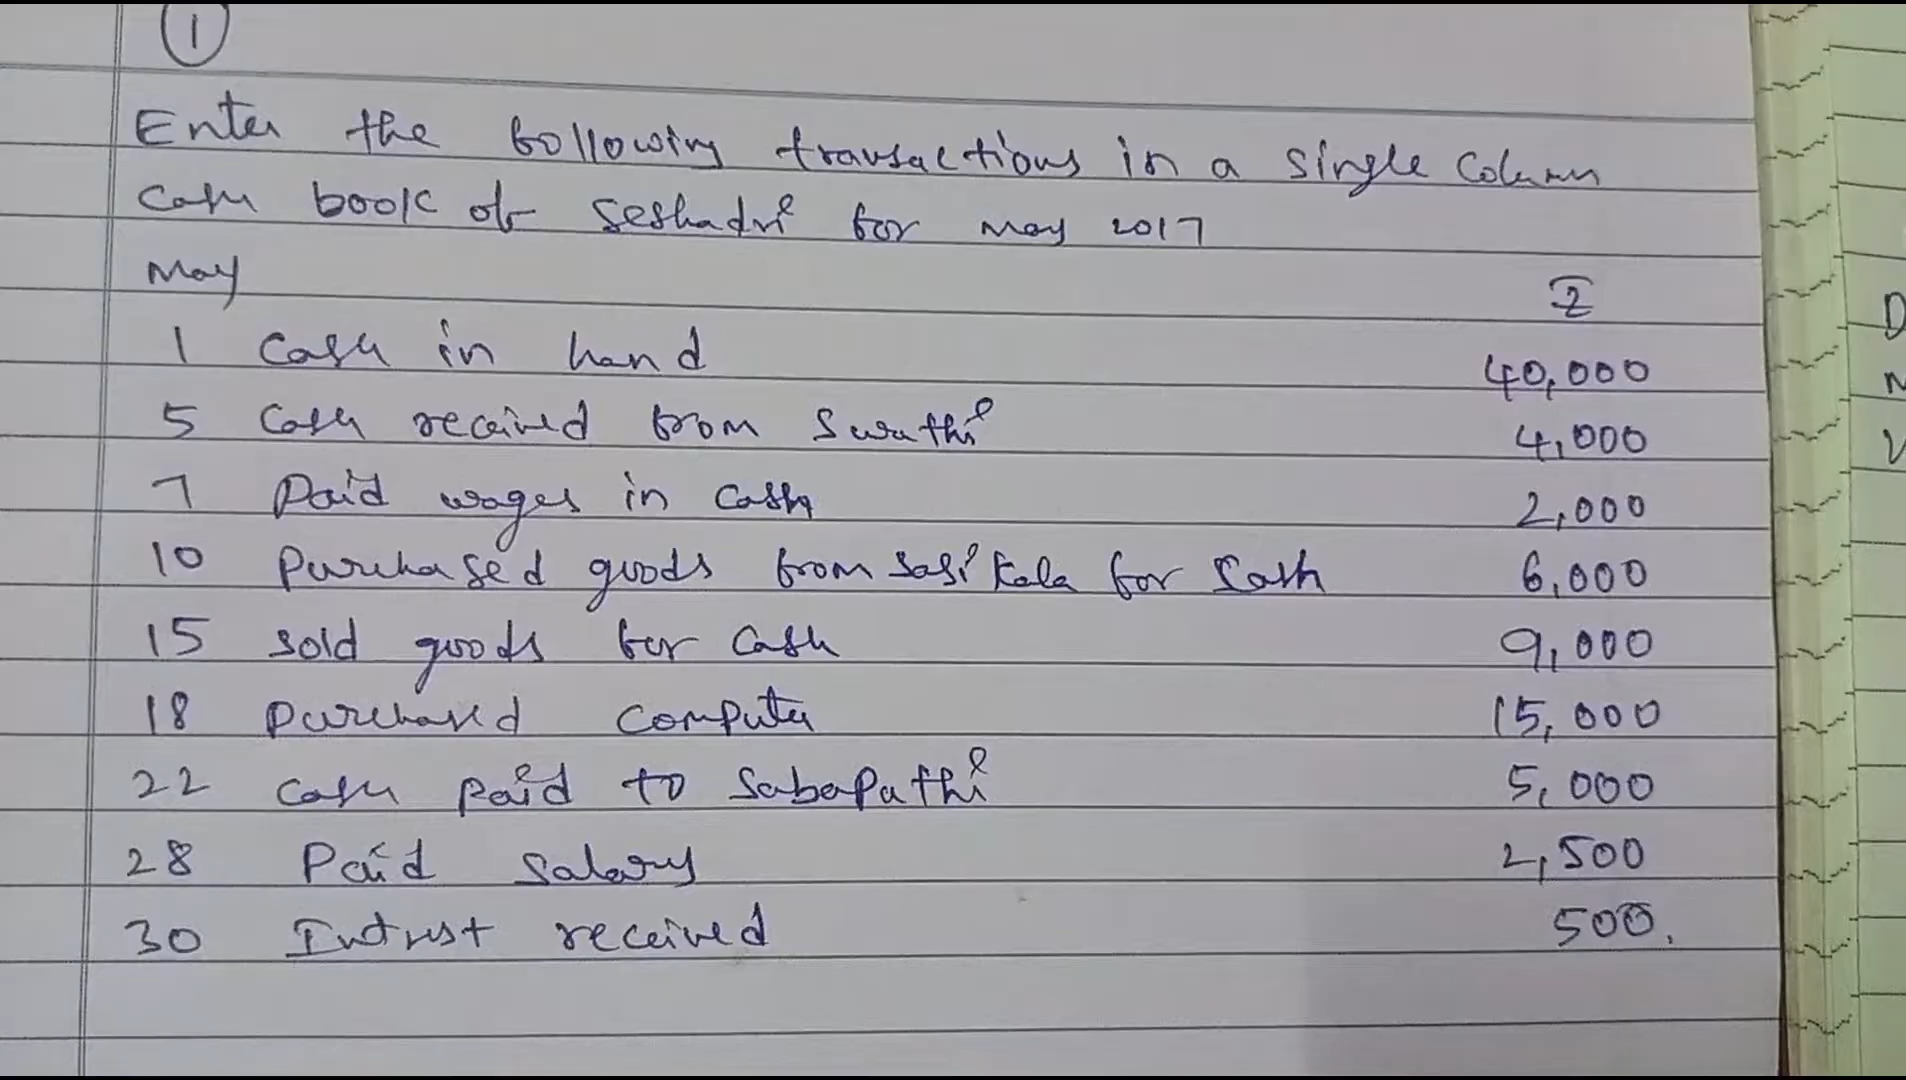 1
Enter the following transactions in a single column
cash book of Seshadri for may 2017
May ₹
1 Cash in hand 40,000
5 Cash received from Swathi 4,000
7 Paid wages in cash 2,000
10 Purchased goods from Sasikala for cash 6,000
15 Sold goods for cash 9,000
18 Purchased computer 15,000
22 Cash paid to Sabapathi 5,000
28 Paid salary 2,500
30 Intrest received 500.
D